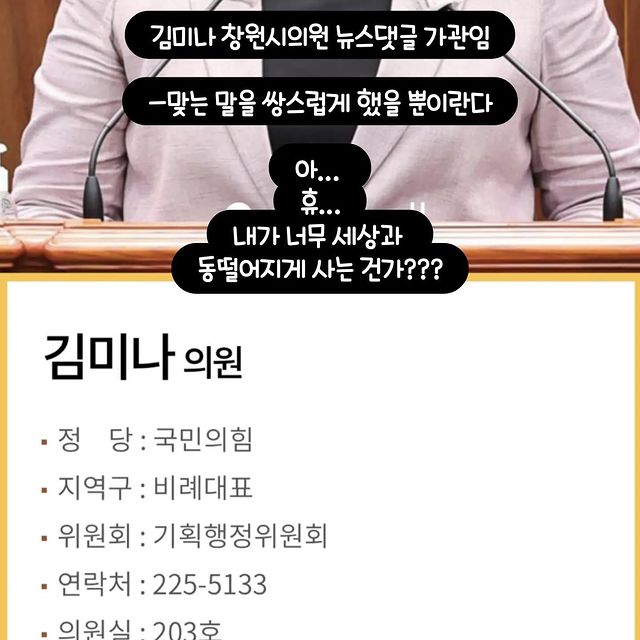 김미나 창원시의원 뉴스댓글 가관임
-맞는 말을 쌍스럽게 했을 뿐이란다
아...
휴...
내가 너무 세상과
동떨어지게 사는 건가???
김미나 의원
▪ 정 당 : 국민의힘
▪ 지역구 : 비례대표
▪ 위원회 : 기획행정위원회
▪ 연락처 : 225-5133
▪ 의원실 : 203호